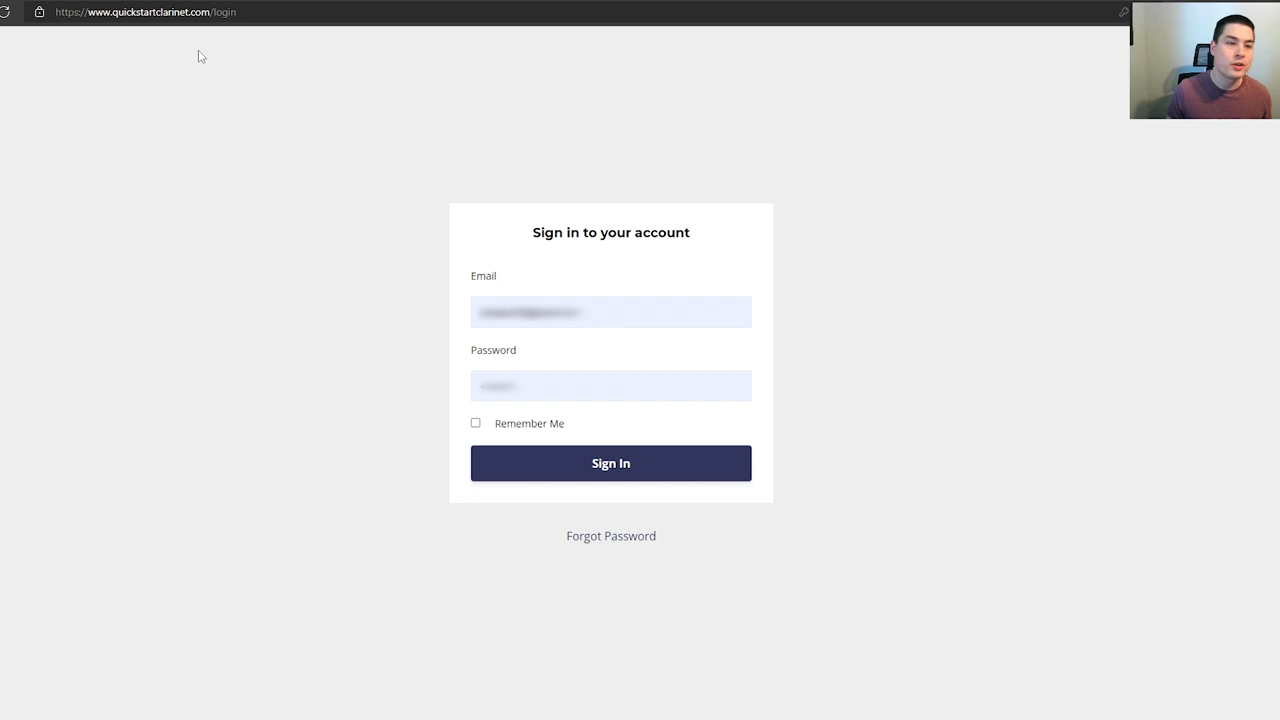 https://www.quickstartclarinet.com/login
Sign in to your account
Email
Password
Remember Me
Sign In
Forgot Password